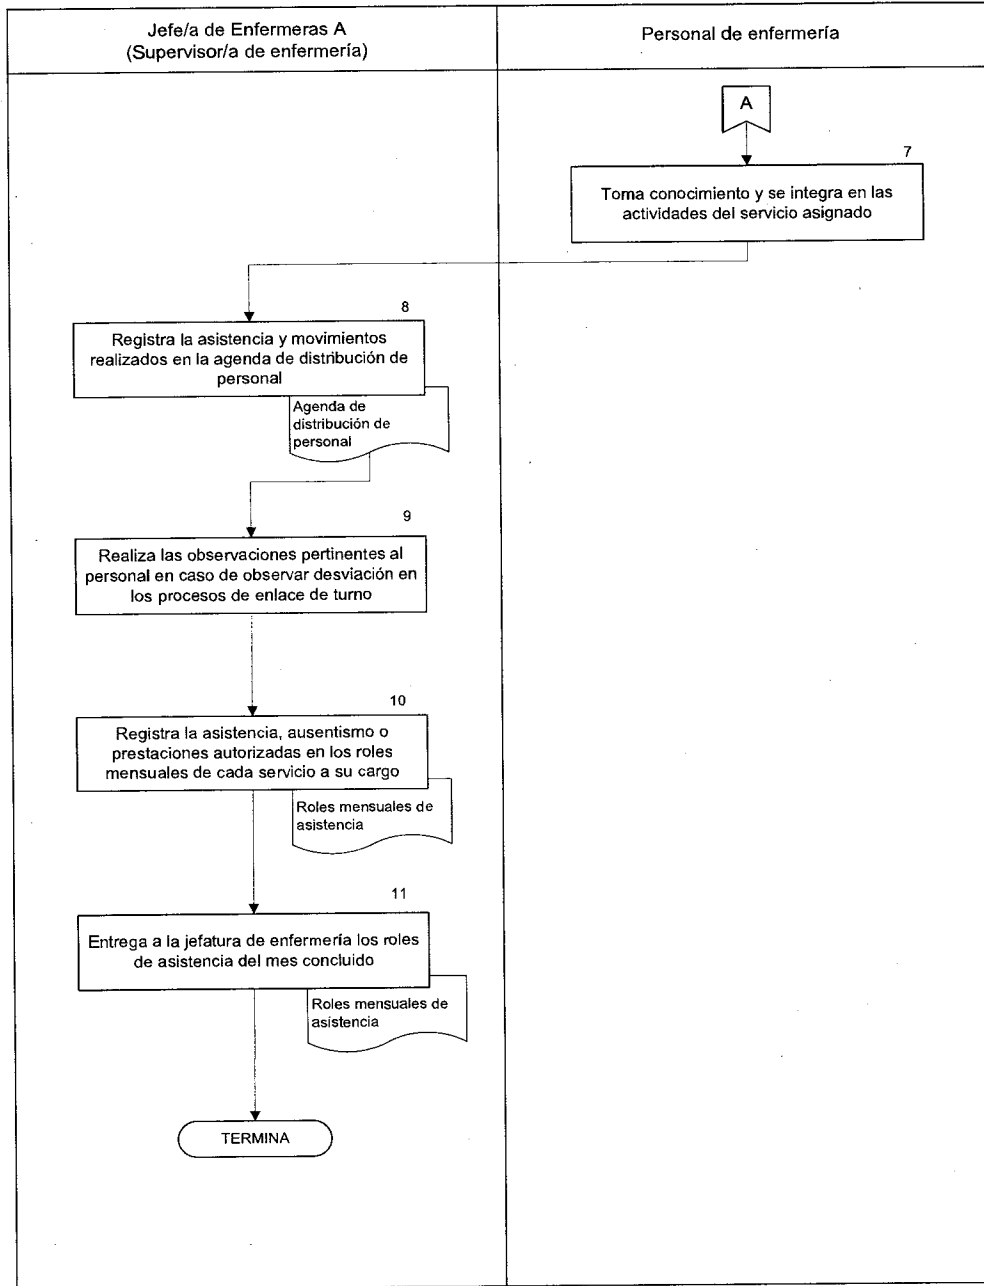 Jefe/a de Enfermeras A
(Supervisor/a de enfermería)
Personal de enfermería
A
7
Toma conocimiento y se integra en las
actividades del servicio asignado
8
Registra la asistencia y movimientos
realizados en la agenda de distribución de
personal
Agenda de
distribución de
personal
9
Realiza las observaciones pertinentes al
personal en caso de observar desviación en
los procesos de enlace de turno
10
Registra la asistencia, ausentismo o
prestaciones autorizadas en los roles
mensuales de cada servicio a su cargo
Roles mensuales de
asistencia
11
Entrega a la jefatura de enfermería los roles
de asistencia del mes concluido
Roles mensuales de
asistencia
TERMINA